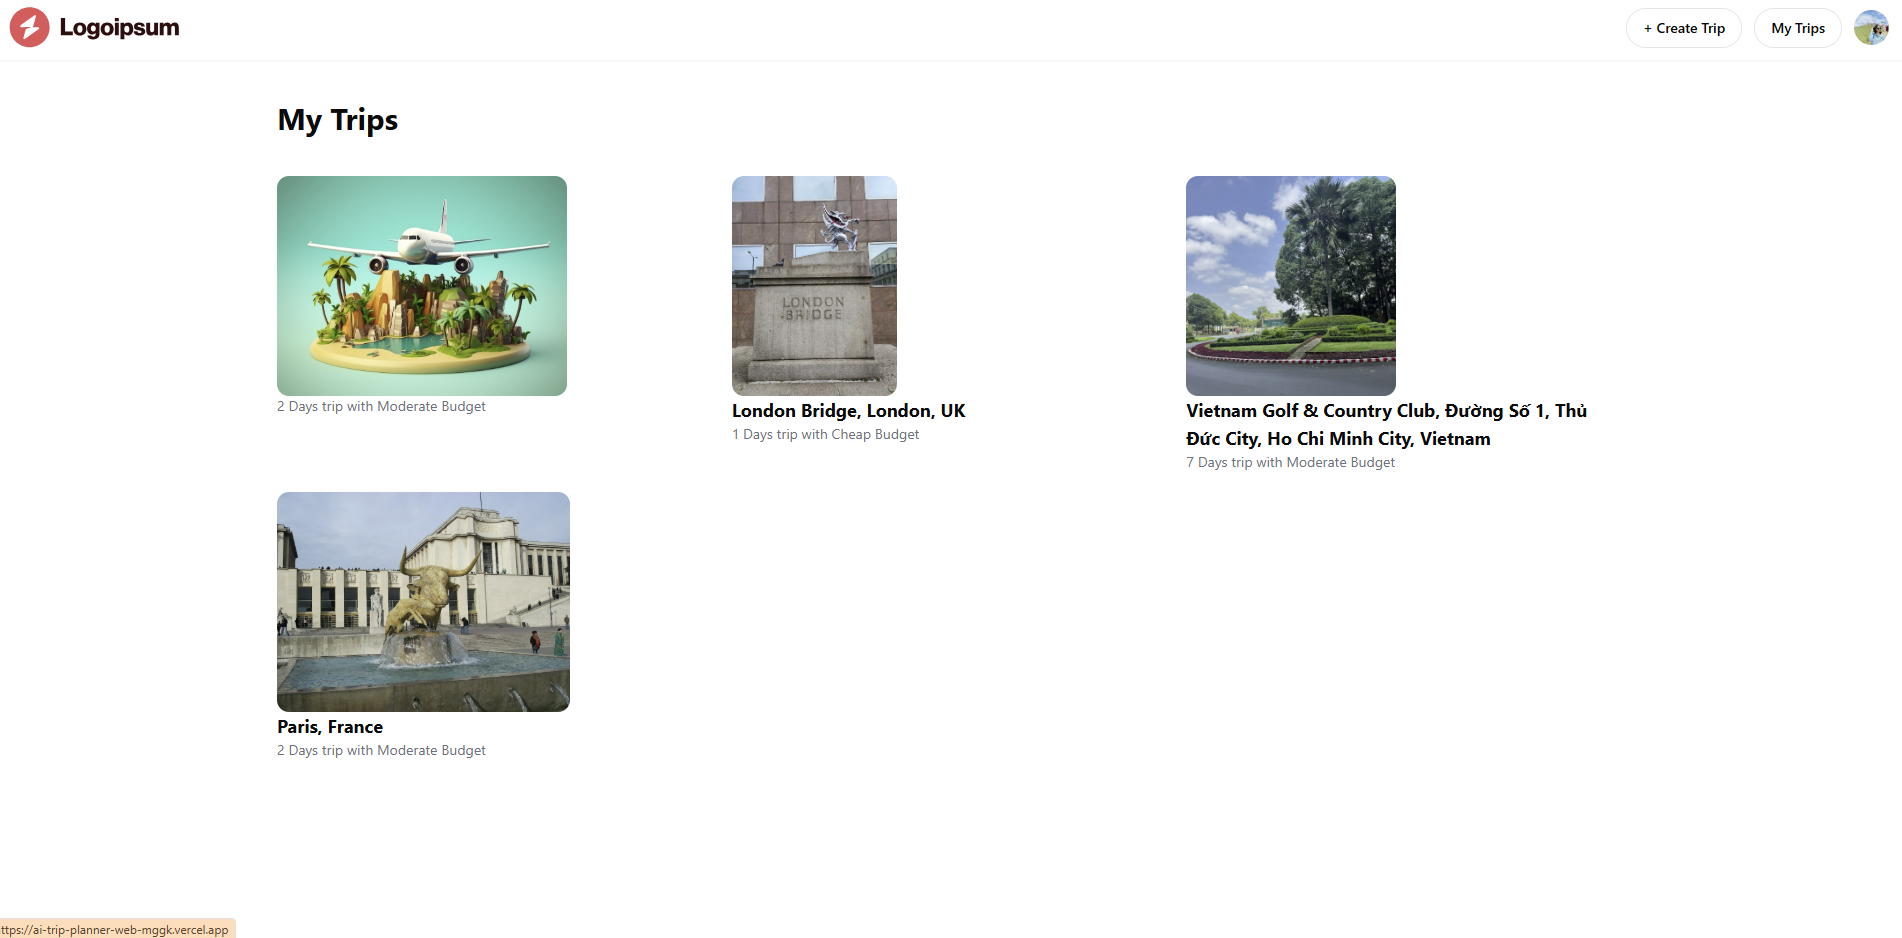 Logoipsum
+ Create Trip
My Trips
My Trips
2 Days trip with Moderate Budget
LONDON
BRIDGE
London Bridge, London, UK
1 Days trip with Cheap Budget
Vietnam Golf & Country Club, Đường Số 1, Thủ
Đức City, Ho Chi Minh City, Vietnam
7 Days trip with Moderate Budget
Paris, France
2 Days trip with Moderate Budget
ttps://ai-trip-planner-web-mggk.vercel.app